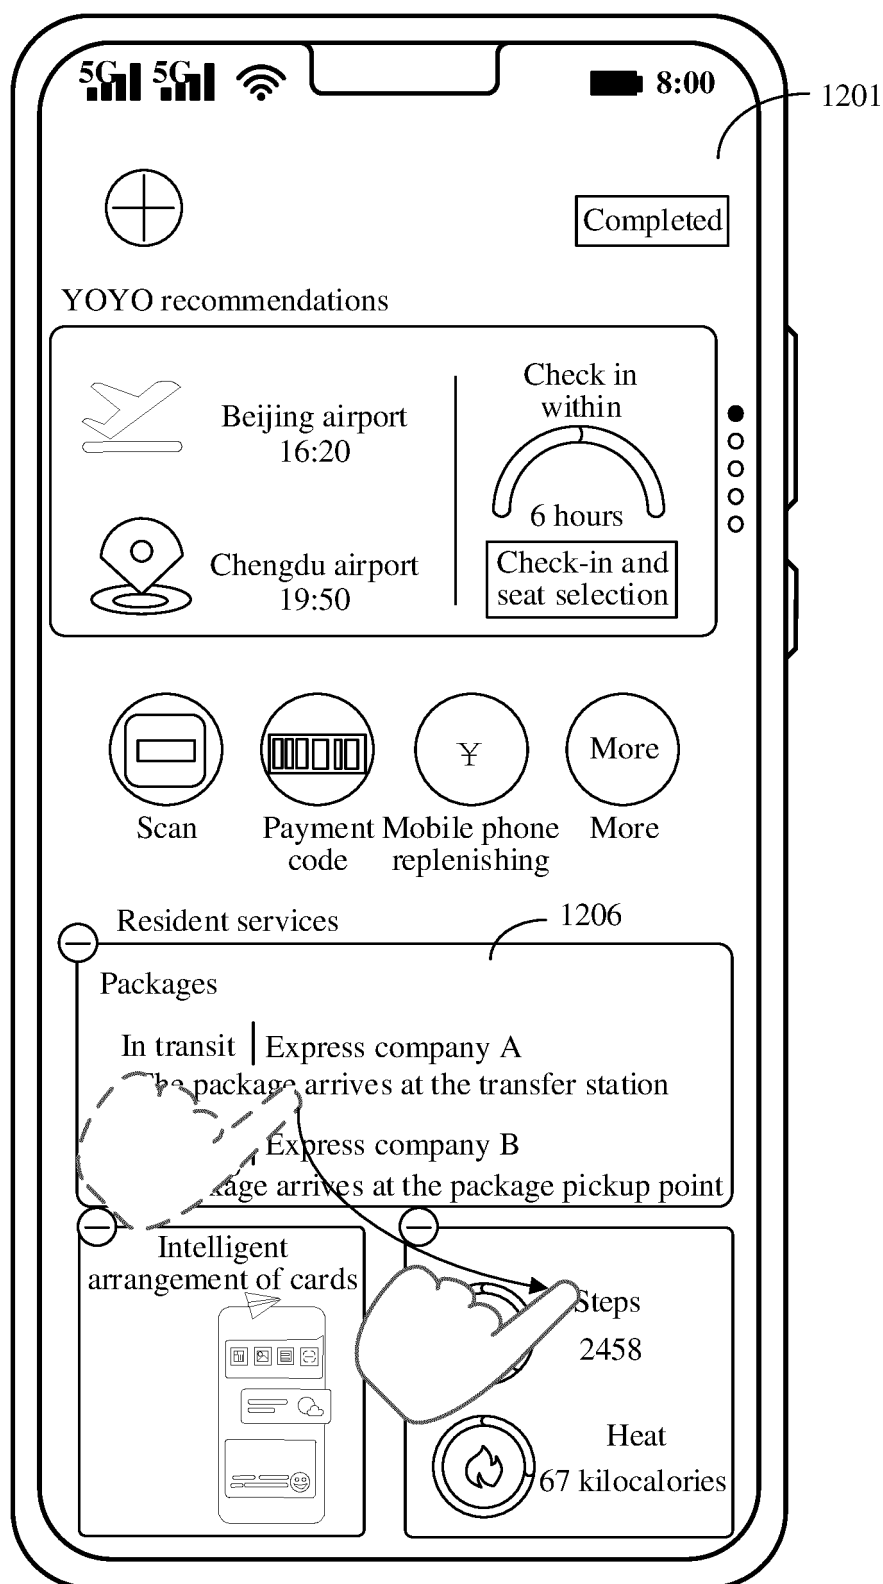 5G 5G 8:00
1201
Completed
YOYO recommendations
Check in
within
Beijing airport
16:20
6 hours
Chengdu airport
19:50
Check-in and
seat selection
¥
More
Scan
Payment
code
Mobile phone
replenishing
More
Resident services
1206
Packages
In transit
Express company A
The package arrives at the transfer station
Express company B
kage arrives at the package pickup point
Intelligent
arrangement of cards
Steps
2458
Heat
67 kilocalories